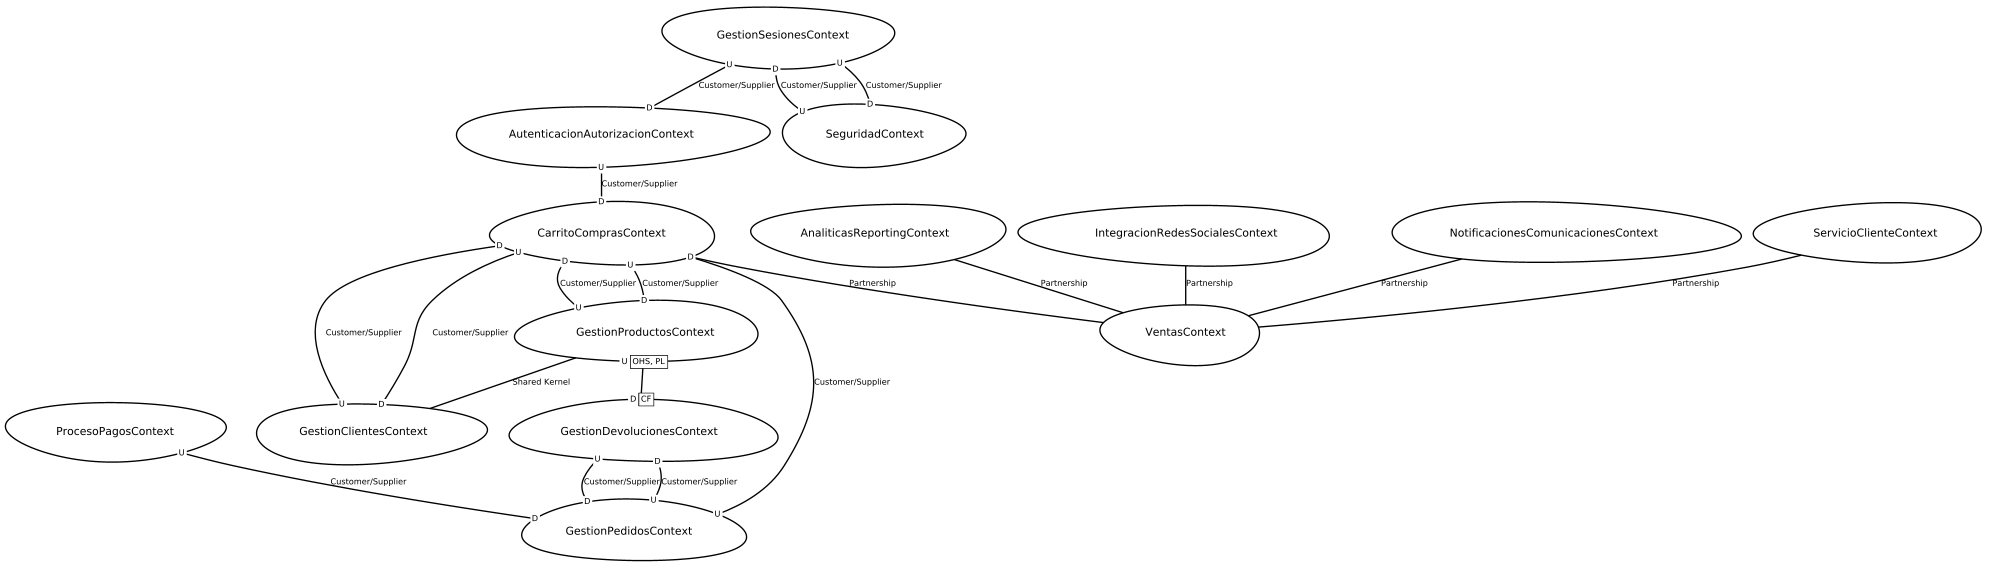 GestionSesionesContext
U
D
U
Customer/Supplier
Customer/Supplier
Customer/Supplier
D
U
D
AutenticacionAutorizacionContext
SeguridadContext
U
Customer/Supplier
D
CarritoComprasContext
AnaliticasReportingContext
IntegracionRedesSocialesContext
NotificacionesComunicacionesContext
ServicioClienteContext
D
U
D
U
D
Customer/Supplier
Customer/Supplier
Partnership
Partnership
Partnership
Partnership
Partnership
U
D
GestionProductosContext
VentasContext
Customer/Supplier
Customer/Supplier
U OHS, PL
Shared Kernel
Customer/Supplier
U
D
D CF
ProcesoPagosContext
GestionClientesContext
GestionDevolucionesContext
U
U
D
Customer/Supplier
Customer/Supplier
Customer/Supplier
D
U
D
U
GestionPedidosContext